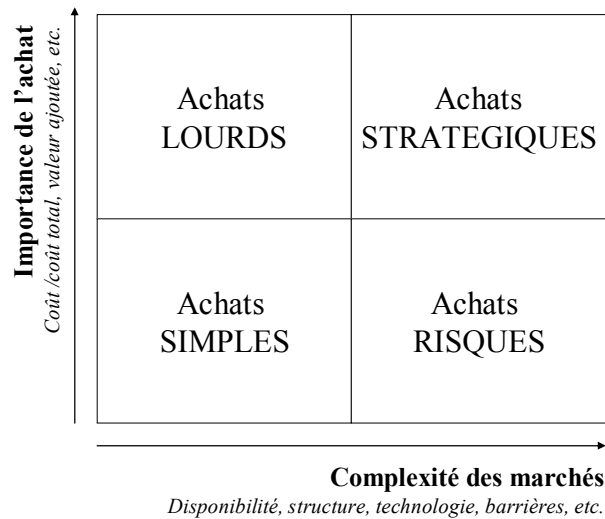 Importance de l'achat
Coût /coût total, valeur ajoutée, etc.
Achats
LOURDS
Achats
STRATEGIQUES
Achats
SIMPLES
Achats
RISQUES
Complexité des marchés
Disponibilité, structure, technologie, barrières, etc.